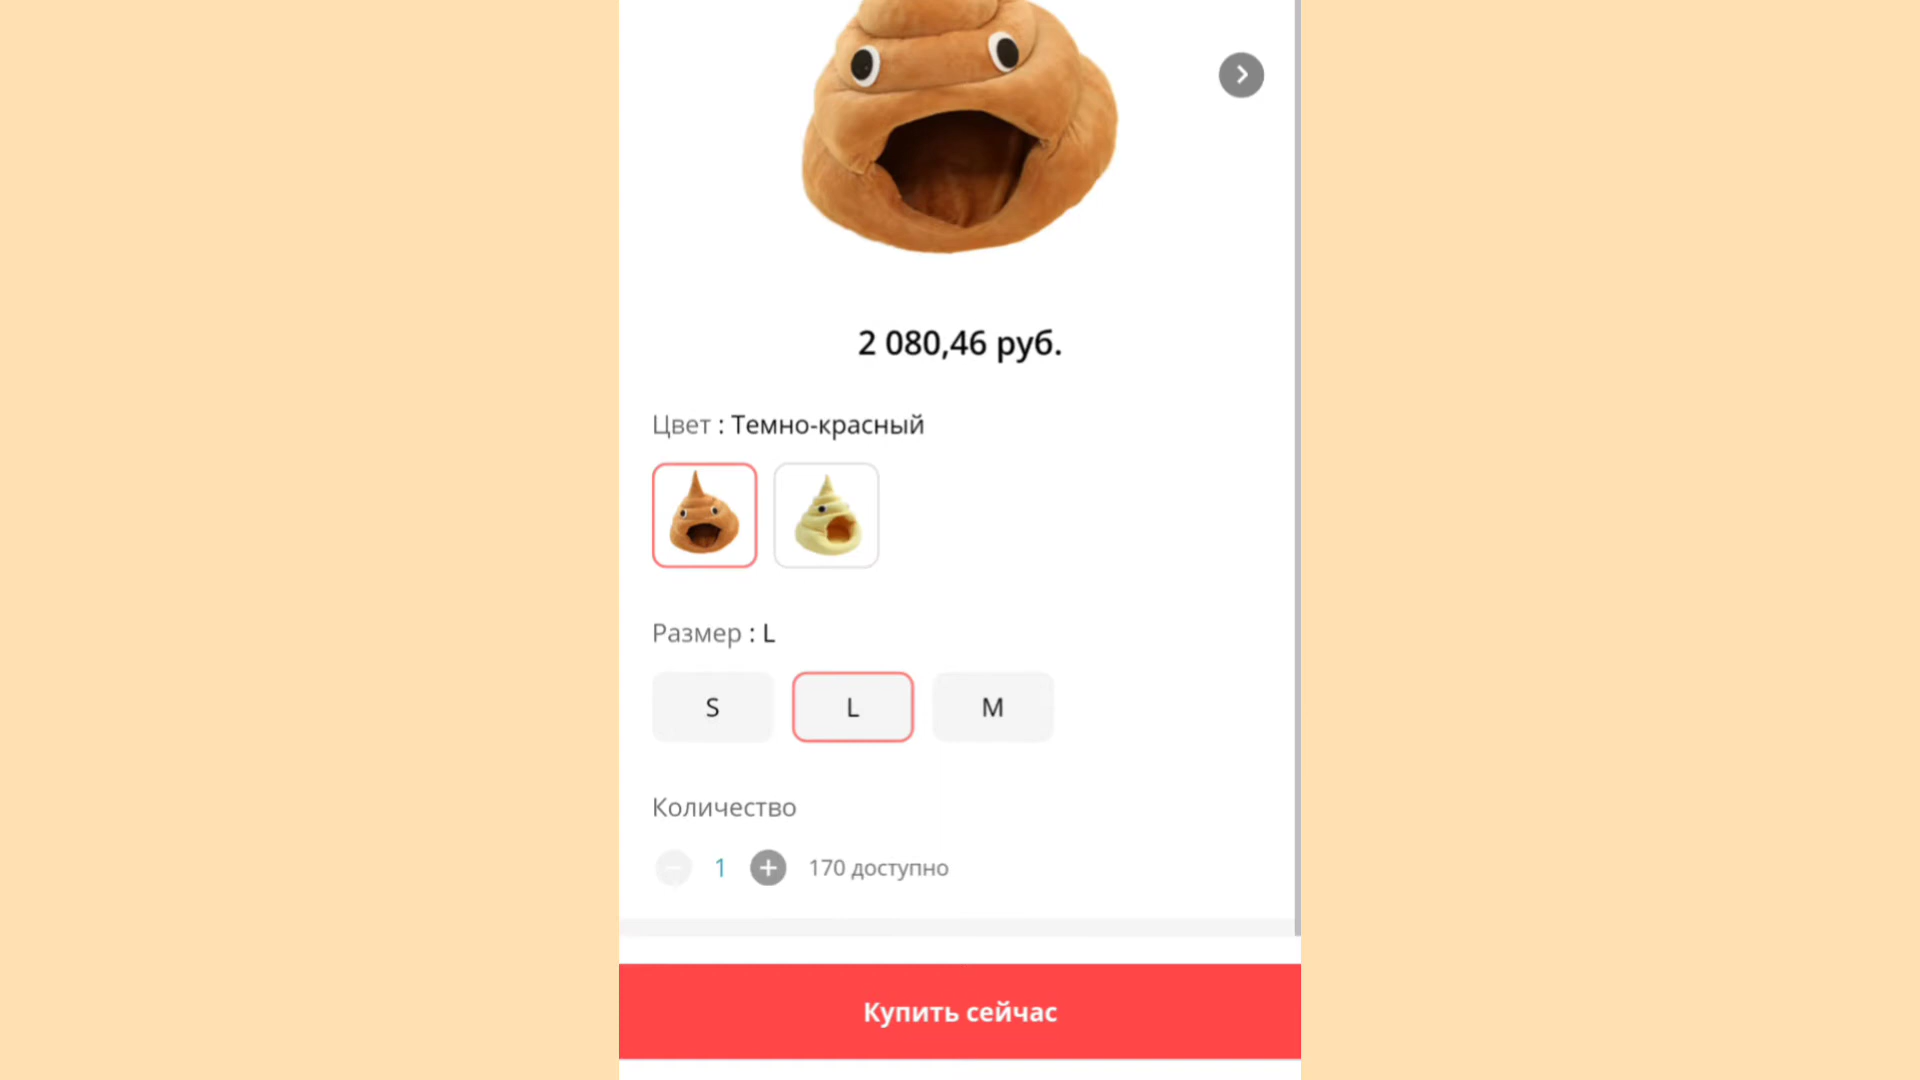 2 080,46 руб.
Цвет : Темно-красный
Размер : L
S L M
Количество
1 170 доступно
Купить сейчас